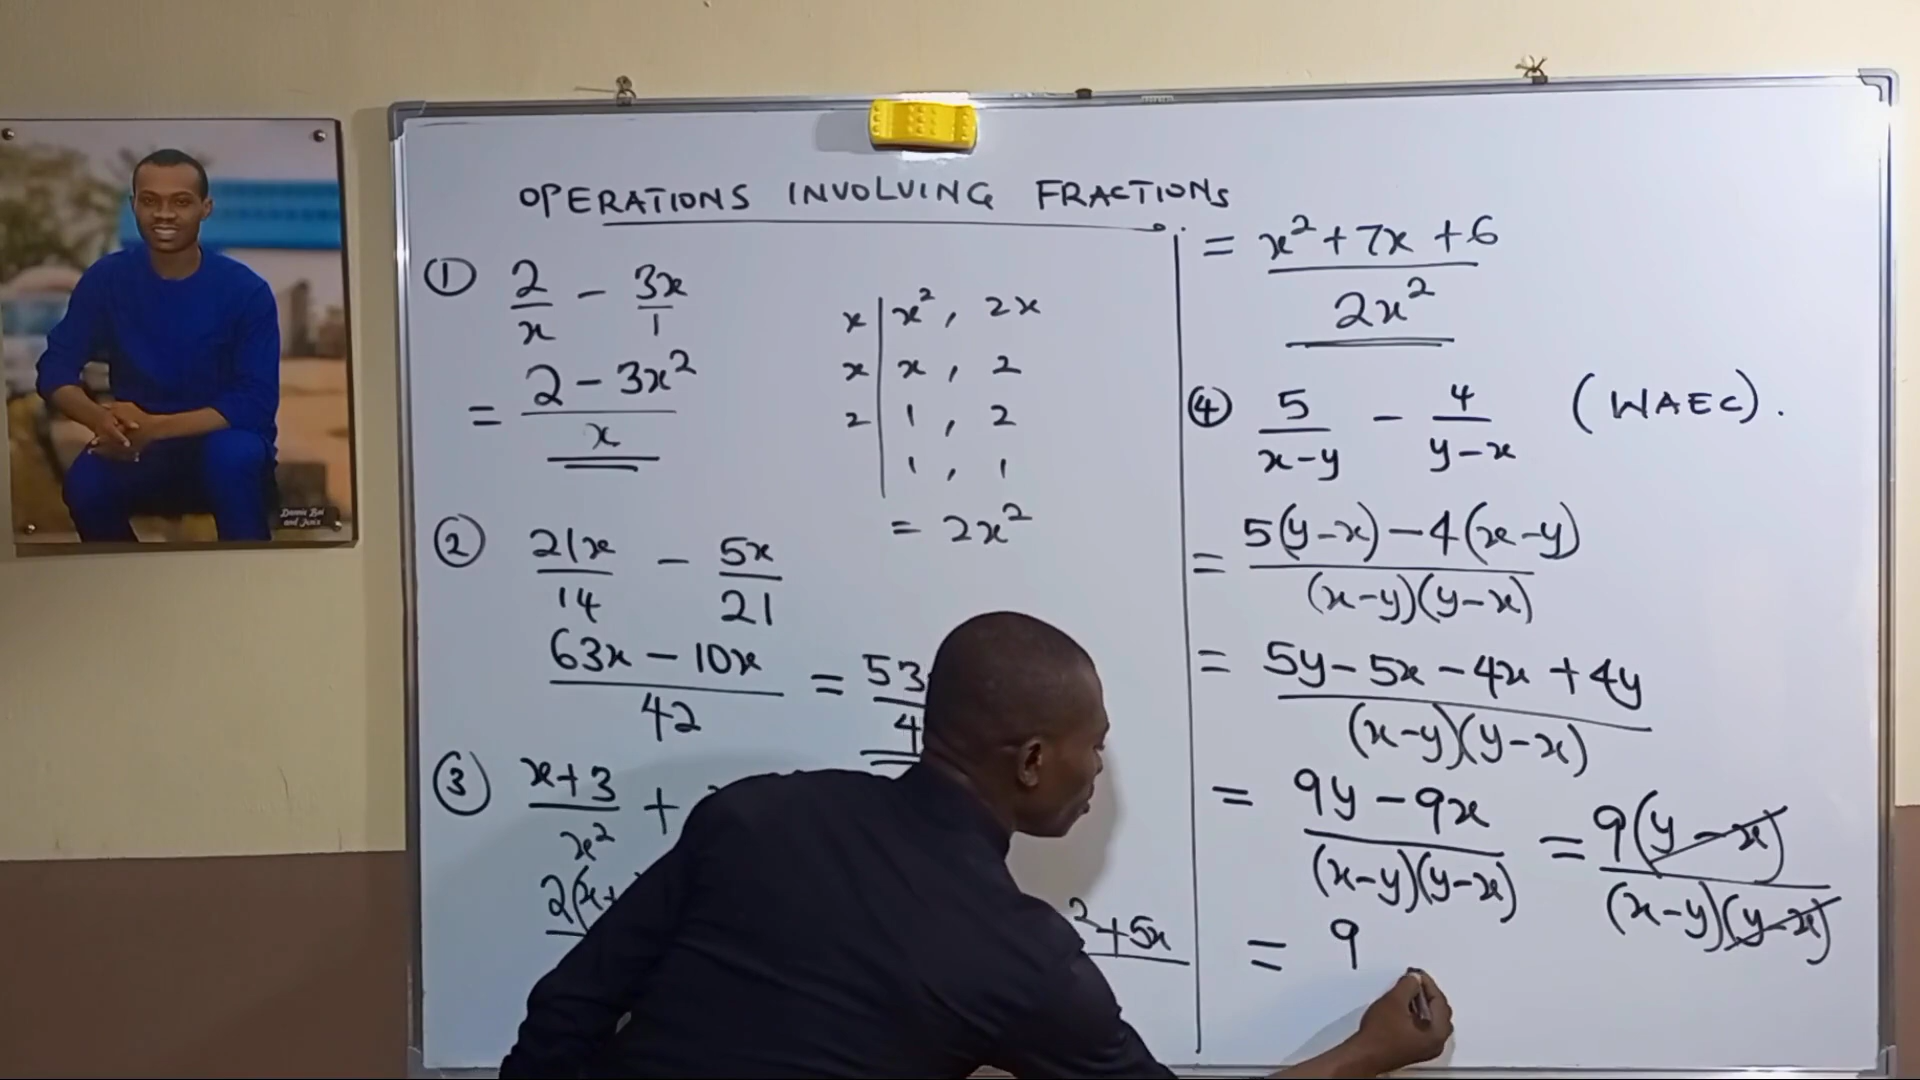 OPERATIONS INVOLVING FRACTIONS
① 2/x - 3x/1
= (2 - 3x²)/x
x | x², 2x
x | x, 2
2 | 1, 2
| 1, 1
= 2x²
② 21x/14 - 5x/21
(63x - 10x)/42 = 53
4
③ (x+3)/x² +
2(x+
² + 5x
= (x² + 7x + 6)/2x²
④ 5/(x-y) - 4/(y-x) (WAEC).
= (5(y-x) - 4(x-y))/((x-y)(y-x))
= (5y - 5x - 4x + 4y)/((x-y)(y-x))
= (9y - 9x)/((x-y)(y-x)) = 9(y-x)/((x-y)(y-x))
= 9